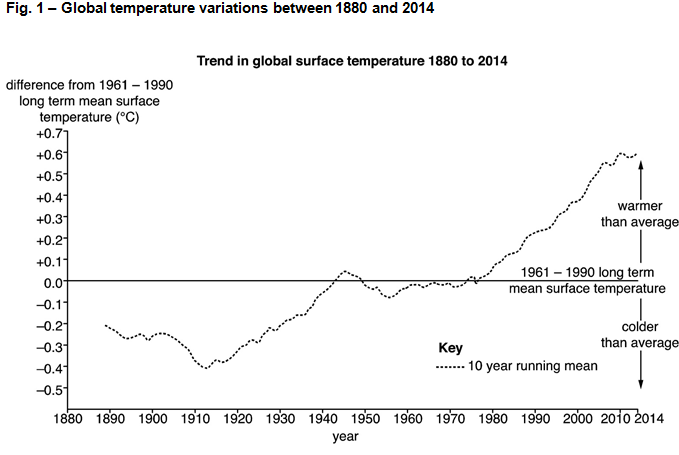 Fig. 1 – Global temperature variations between 1880 and 2014
Trend in global surface temperature 1880 to 2014
difference from 1961 – 1990
long term mean surface
temperature (°C)
+0.7
+0.6
+0.5
+0.4
+0.3
+0.2
+0.1
0.0
–0.1
–0.2
–0.3
–0.4
–0.5
warmer
than average
1961 – 1990 long term
mean surface temperature
colder
than average
Key
10 year running mean
1880 1890 1900 1910 1920 1930 1940 1950 1960 1970 1980 1990 2000 2010 2014
year